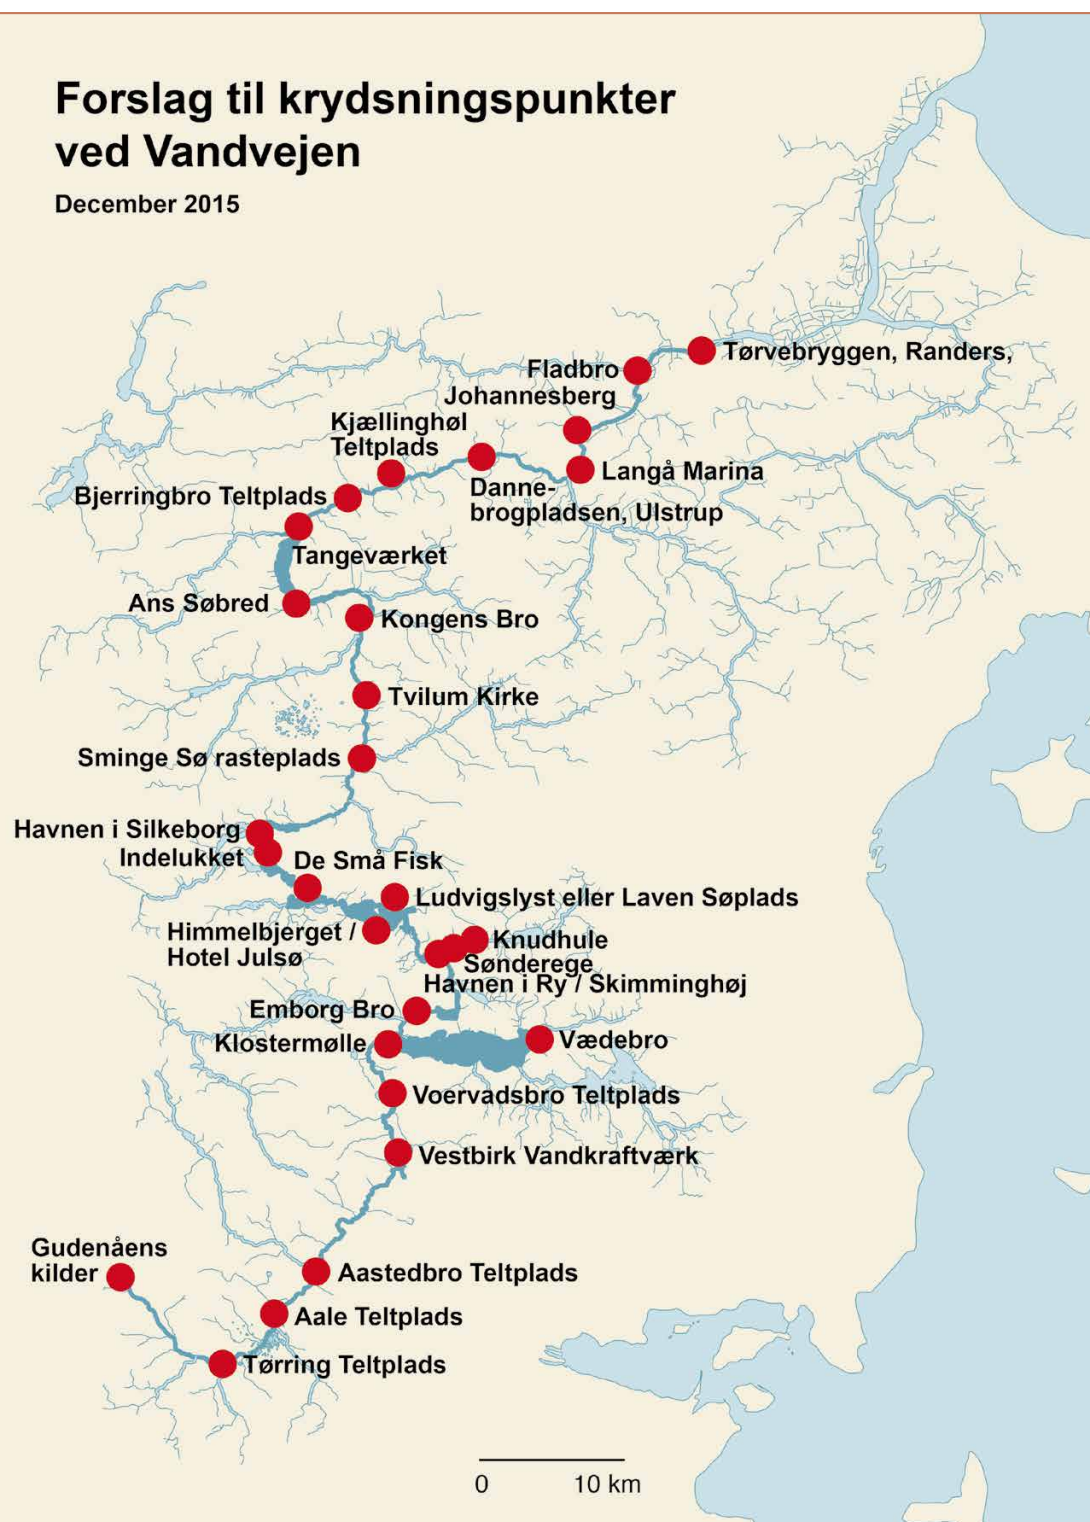 Forslag til krydsningspunkter
ved Vandvejen
December 2015
Tørvebryggen, Randers,
Fladbro
Johannesberg
Kjællinghøl
Teltplads
Langå Marina
Danne-
brogpladsen, Ulstrup
Bjerringbro Teltplads
Tangeværket
Ans Søbred
Kongens Bro
Tvilum Kirke
Sminge Sø rasteplads
Havnen i Silkeborg
Indelukket
De Små Fisk
Ludvigslyst eller Laven Søplads
Himmelbjerget /
Hotel Julsø
Knudhule
Sønderege
Havnen i Ry / Skimminghøj
Emborg Bro
Klostermølle
Vædebro
Voervadsbro Teltplads
Vestbirk Vandkraftværk
Gudenåens
kilder
Aastedbro Teltplads
Aale Teltplads
Tørring Teltplads
0 10 km